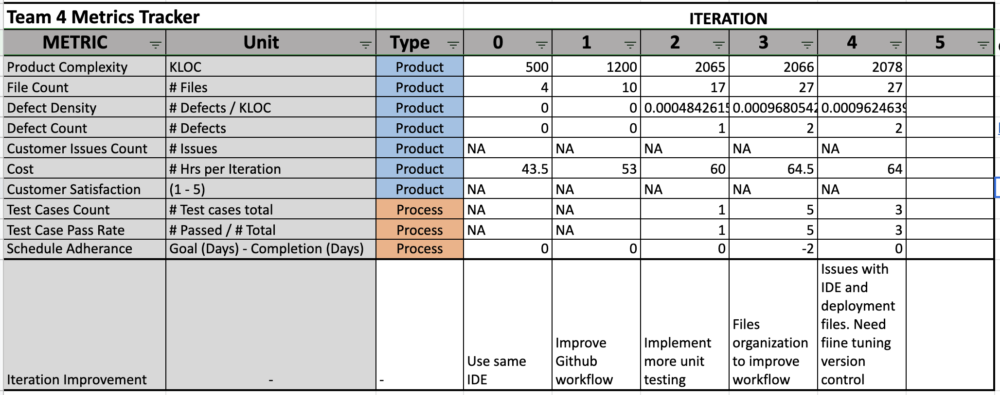 Team 4 Metrics Tracker ITERATION
METRIC Unit Type 0 1 2 3 4 5
Product Complexity KLOC Product 500 1200 2065 2066 2078
File Count # Files Product 4 10 17 27 27
Defect Density # Defects / KLOC Product 0 0 0.000484261 0.000968054 0.00096246
Defect Count # Defects Product 0 0 1 2 2
Customer Issues Count # Issues Product NA NA NA NA NA
Cost # Hrs per Iteration Product 43.5 53 60 64.5 64
Customer Satisfaction (1 - 5) Product NA NA NA NA NA
Test Cases Count # Test cases total Process NA NA 1 5 3
Test Case Pass Rate # Passed / # Total Process NA NA 1 5 3
Schedule Adherance Goal (Days) - Completion (Days) Process 0 0 0 -2 0
Iteration Improvement - -
Use same
IDE
Improve
Github
workflow
Implement
more unit
testing
Files
organization
to improve
workflow
Issues with
IDE and
deployment
files. Need
fiine tuning
version
control